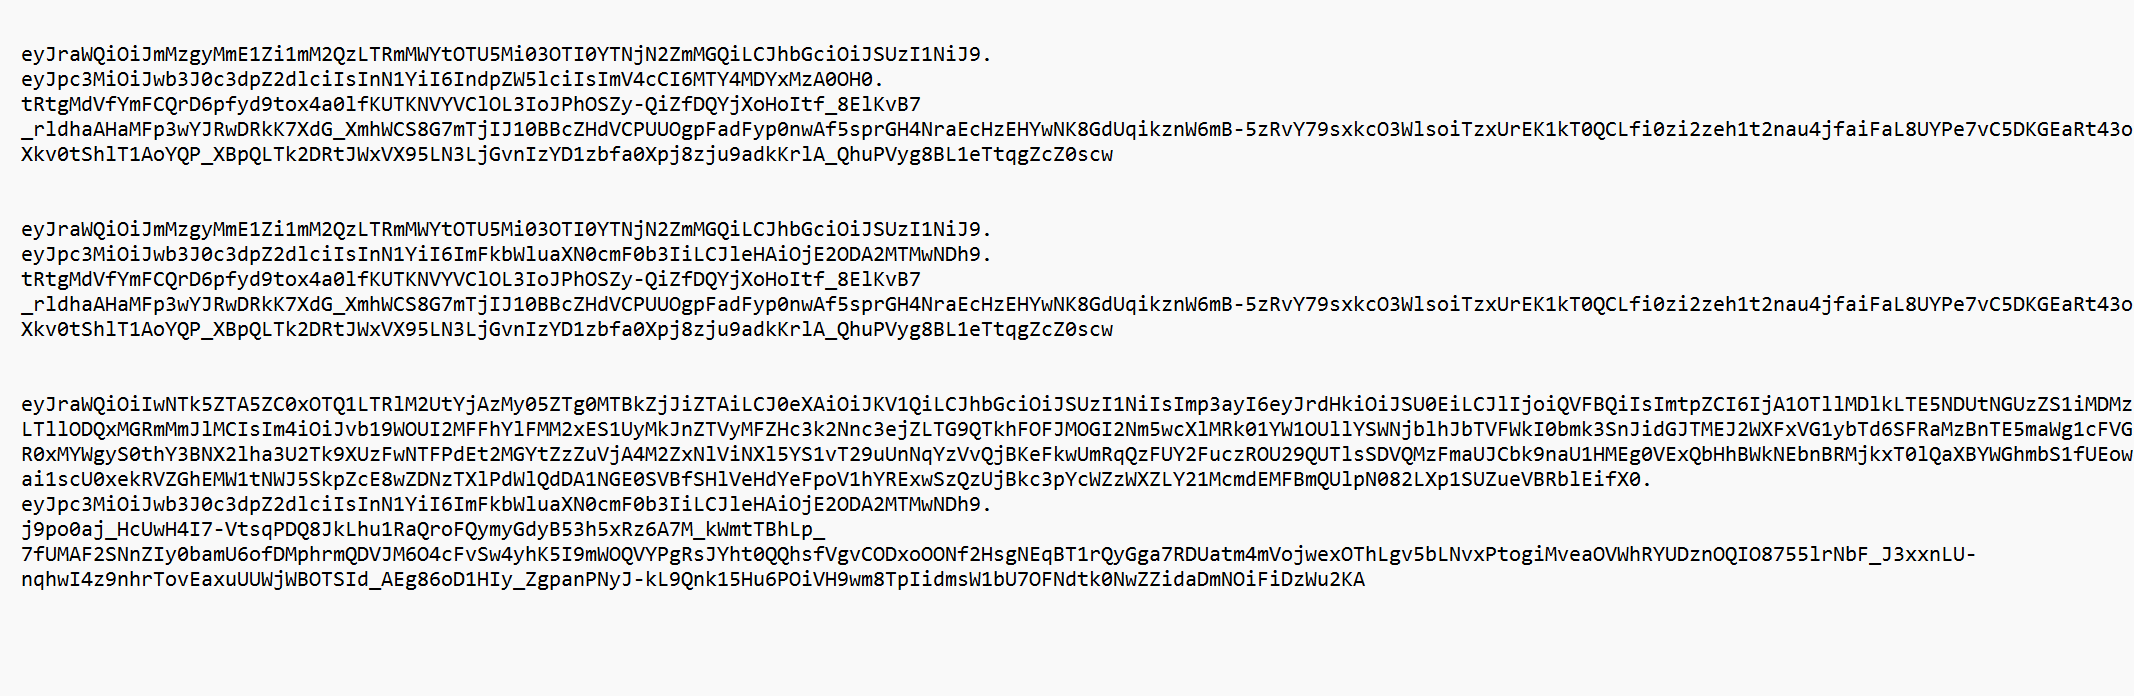 eyJraWQiOiJmMzgyMmE1Zi1mM2QzLTRmMWYtOTU5Mi03OTI0YTNjN2ZmMGQiLCJhbGciOiJSUzI1NiJ9.
eyJpc3MiOiJwb3J0c3dpZ2dlciIsInN1YiI6IndpZW5lciIsImV4cCI6MTY4MDYxMzA0OH0.
tRtgMdVfYmFCQrD6pfyd9tox4a0lfKUTKNVYVClOL3IoJPhOSZy-QiZfDQYjXoHoItf_8ElKvB7
_rldhaAHaMFp3wYJRwDRkK7XdG_XmhWCS8G7mTjIJ10BBcZHdVCPUUOgpFadFyp0nwAf5sprGH4NraEcHzEHYwNK8GdUqikznW6mB-5zRvY79sxkcO3WlsoiTzxUrEK1kT0QCLfi0zi2zeh1t2nau4jfaiFaL8UYPe7vC5DKGEaRt43o
Xkv0tShlT1AoYQP_XBpQLTk2DRtJWxVX95LN3LjGvnIzYD1zbfa0Xpj8zju9adkKrlA_QhuPVyg8BL1eTtqgZcZ0scw
eyJraWQiOiJmMzgyMmE1Zi1mM2QzLTRmMWYtOTU5Mi03OTI0YTNjN2ZmMGQiLCJhbGciOiJSUzI1NiJ9.
eyJpc3MiOiJwb3J0c3dpZ2dlciIsInN1YiI6ImFkbWluaXN0cmF0b3IiLCJleHAiOjE2ODA2MTMwNDh9.
tRtgMdVfYmFCQrD6pfyd9tox4a0lfKUTKNVYVClOL3IoJPhOSZy-QiZfDQYjXoHoItf_8ElKvB7
_rldhaAHaMFp3wYJRwDRkK7XdG_XmhWCS8G7mTjIJ10BBcZHdVCPUUOgpFadFyp0nwAf5sprGH4NraEcHzEHYwNK8GdUqikznW6mB-5zRvY79sxkcO3WlsoiTzxUrEK1kT0QCLfi0zi2zeh1t2nau4jfaiFaL8UYPe7vC5DKGEaRt43o
Xkv0tShlT1AoYQP_XBpQLTk2DRtJWxVX95LN3LjGvnIzYD1zbfa0Xpj8zju9adkKrlA_QhuPVyg8BL1eTtqgZcZ0scw
eyJraWQiOiIwNTk5ZTA5ZC0xOTQ1LTRlM2UtYjAzMy05ZTg0MTBkZjJiZTAiLCJ0eXAiOiJKV1QiLCJhbGciOiJSUzI1NiIsImp3ayI6eyJrdHkiOiJSU0EiLCJlIjoiQVFBQiIsImtpZCI6IjA1OTllMDlkLTE5NDUtNGUzZS1iMDMz
LTllODQxMGRmMmJlMCIsIm4iOiJvb19WOUI2MFFhYlFMM2xES1UyMkJnZTVyMFZHc3k2Nnc3ejZLTG9QTkhFOFJMOGI2Nm5wcXlMRk01YW1OUllYSWNjblhJbTVFWkI0bmk3SnJidGJTMEJ2WXFxVG1ybTd6SFRaMzBnTE5maWg1cFVG
R0xMYWgyS0thY3BNX2lha3U2Tk9XUzFwNTFPdEt2MGYtZzZuVjA4M2ZxNlViNXl5YS1vT29uUnNqYzVvQjBKeFkwUmRqQzFUY2FuczROU29QUTlsSDVQMzFmaUJCbk9naU1HMEg0VExQbHhBWkNEbnBRMjkxT0lQaXBYWGhmbS1fUEow
ai1scU0xekRVZGhEMW1tNWJ5SkpZcE8wZDNzTXlPdWlQdDA1NGE0SVBfSHlVeHdYeFpoV1hYRExwSzQzUjBkc3pYcWZzWXZLY21McmdEMFBmQUlpN082LXp1SUZueVBRblEifX0.
eyJpc3MiOiJwb3J0c3dpZ2dlciIsInN1YiI6ImFkbWluaXN0cmF0b3IiLCJleHAiOjE2ODA2MTMwNDh9.
j9po0aj_HcUwH4I7-VtsqPDQ8JkLhu1RaQroFQymyGdyB53h5xRz6A7M_kWmtTBhLp_
7fUMAF2SNnZIy0bamU6ofDMphrmQDVJM6O4cFvSw4yhK5I9mWOQVYPgRsJYht0QQhsfVgvCODxoOONf2HsgNEqBT1rQyGga7RDUatm4mVojwexOThLgv5bLNvxPtogiMveaOVWhRYUDznOQIO8755lrNbF_J3xxnLU-
nqhwI4z9nhrTovEaxuUUWjWBOTSId_AEg86oD1HIy_ZgpanPNyJ-kL9Qnk15Hu6POiVH9wm8TpIidmsW1bU7OFNdtk0NwZZidaDmNOiFiDzWu2KA